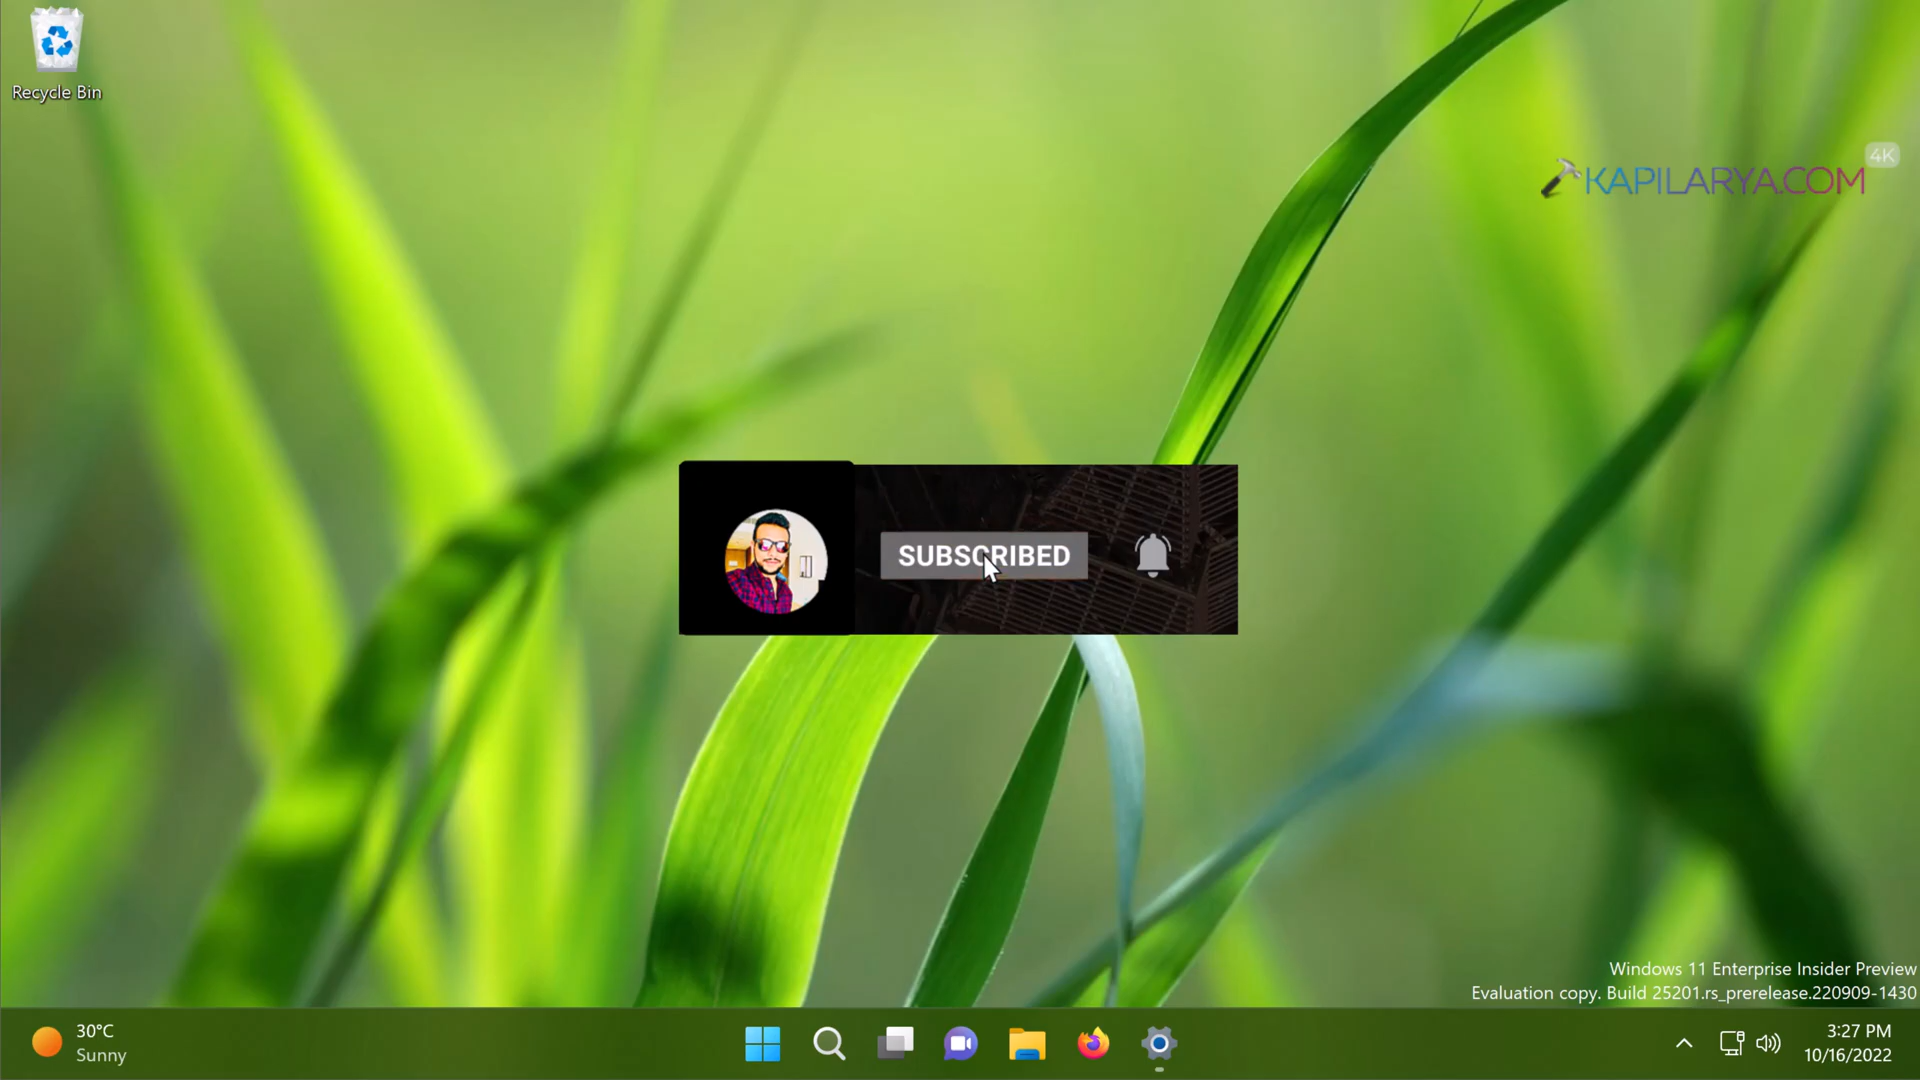 Recycle Bin
4K
KAPILARYA.COM
SUBSCRIBED
Windows 11 Enterprise Insider Preview
Evaluation copy. Build 25201.rs_prerelease.220909-1430
30°C
Sunny
3:27 PM
10/16/2022